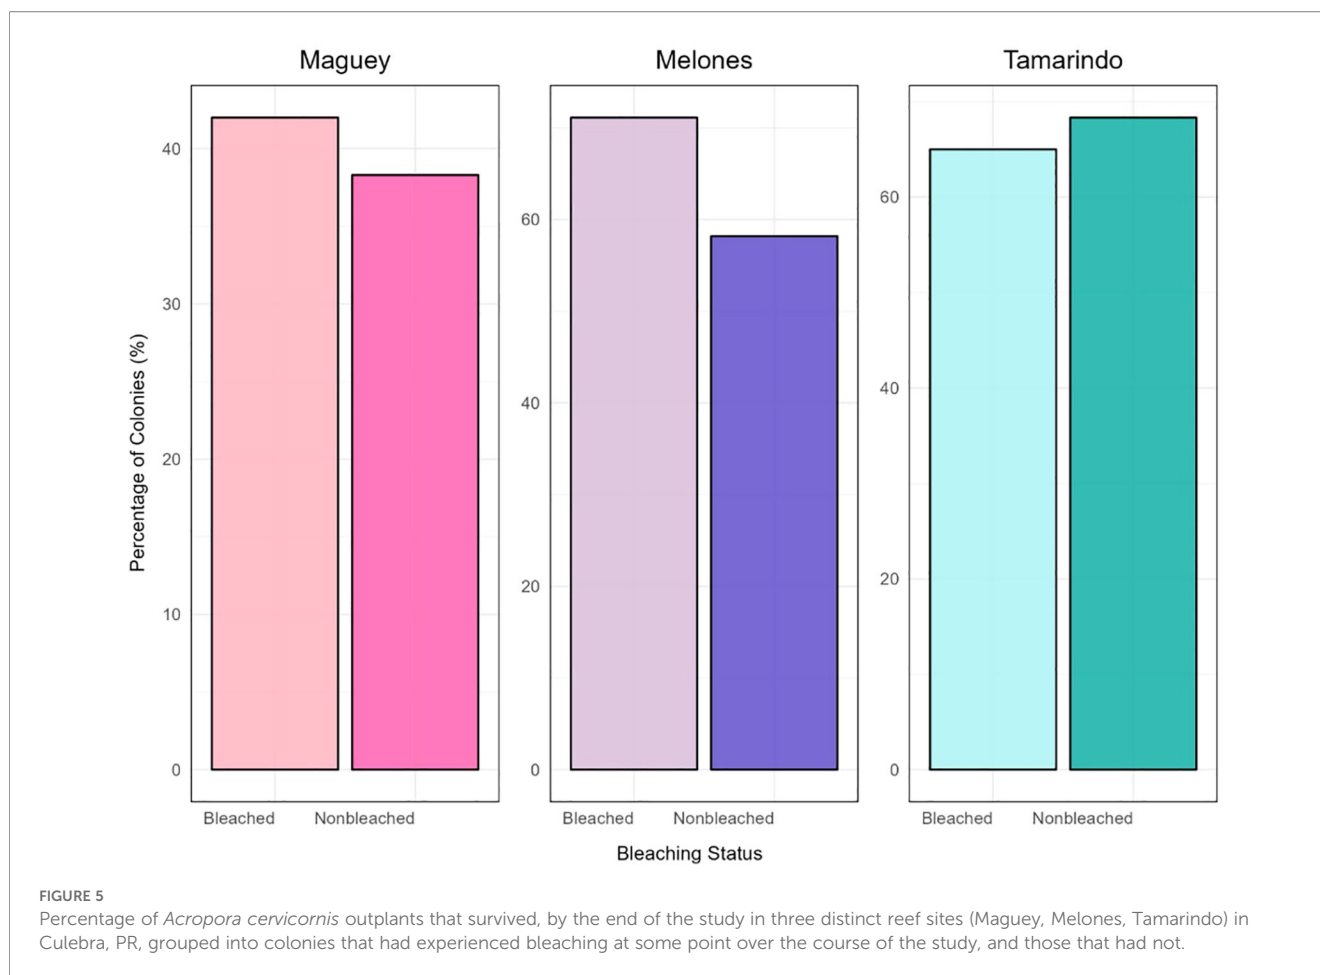 Maguey
Melones
Tamarindo
Percentage of Colonies (%)
40
30
20
10
0
60
40
20
0
60
40
20
0
Bleached Nonbleached
Bleached Nonbleached
Bleached Nonbleached
Bleaching Status
FIGURE 5
Percentage of Acropora cervicornis outplants that survived, by the end of the study in three distinct reef sites (Maguey, Melones, Tamarindo) in
Culebra, PR, grouped into colonies that had experienced bleaching at some point over the course of the study, and those that had not.